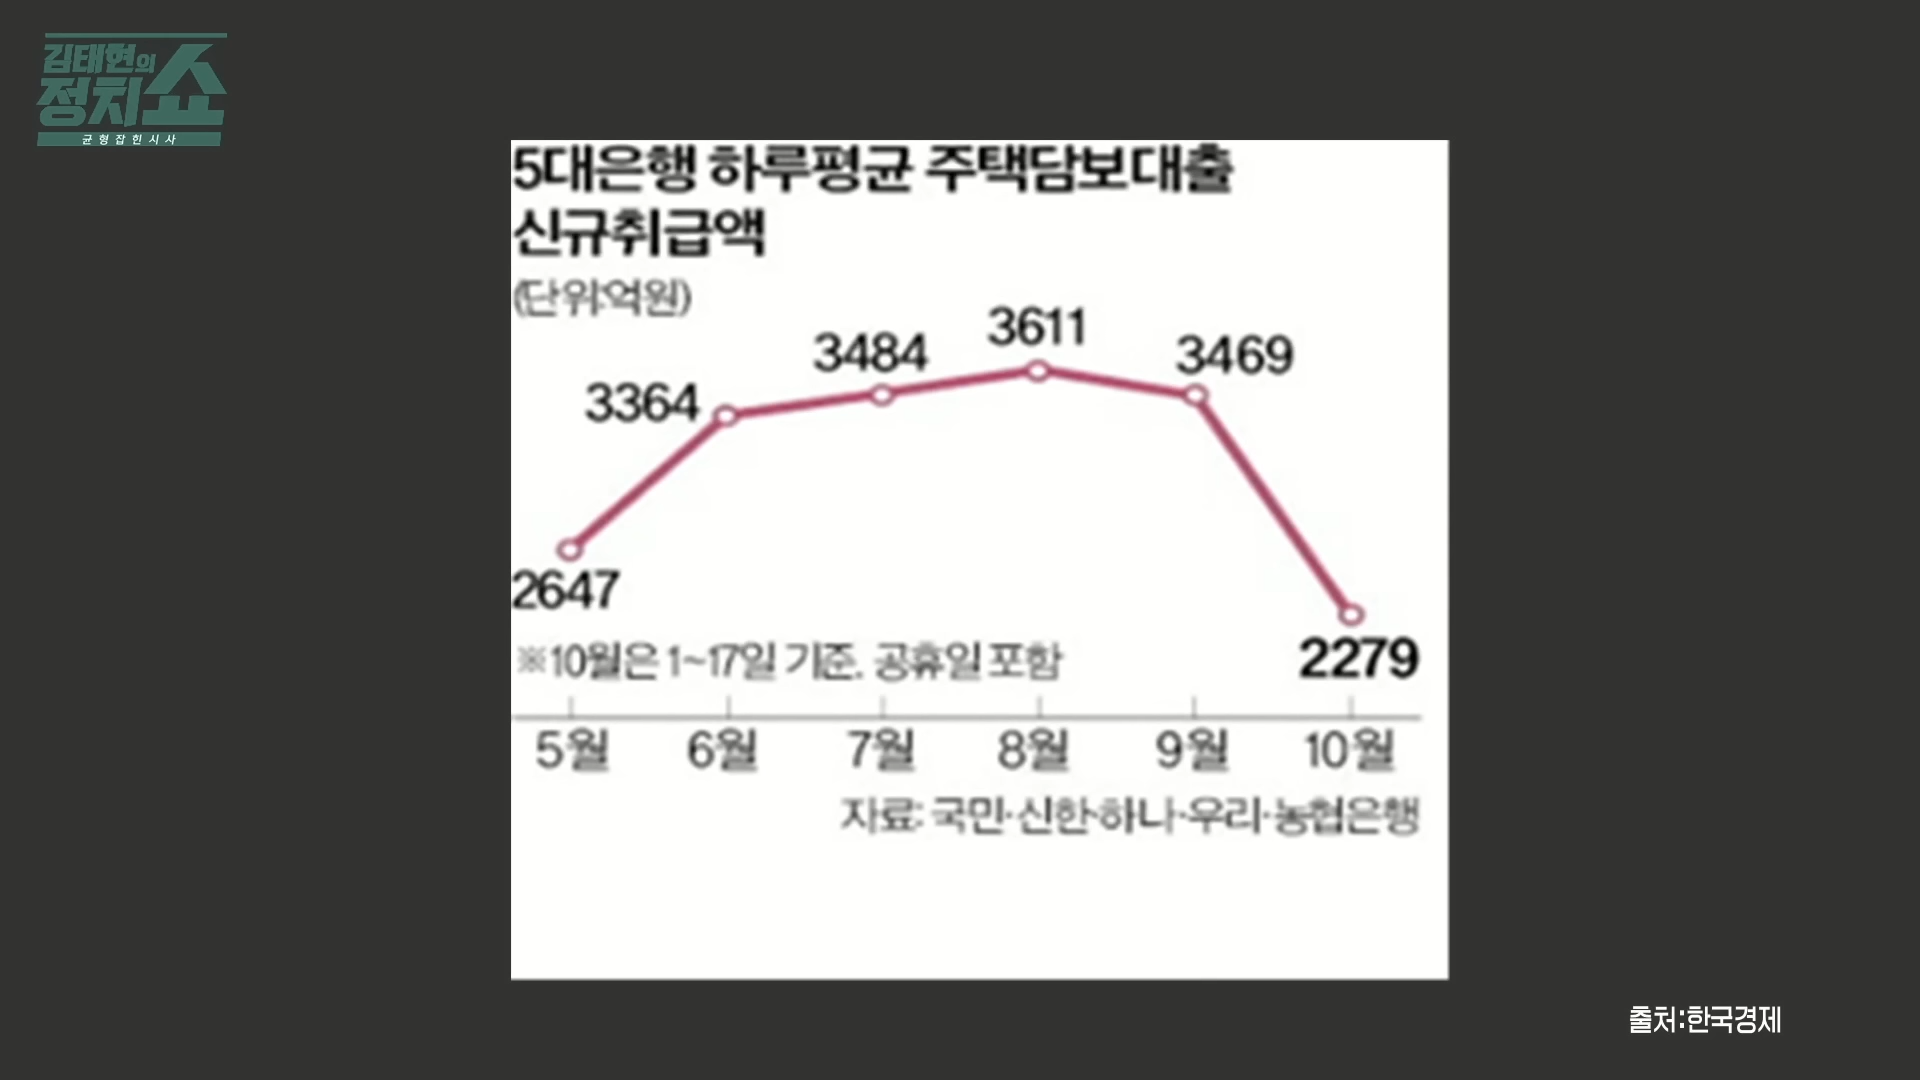 김태현의
정치쇼
균형잡힌시사
5대은행 하루평균 주택담보대출
신규취급액
(단위:억원)
3611
3484
3469
3364
2647
※10월은 1~17일 기준. 공휴일 포함
2279
5월 6월 7월 8월 9월 10월
자료: 국민·신한·하나·우리·농협은행
출처:한국경제